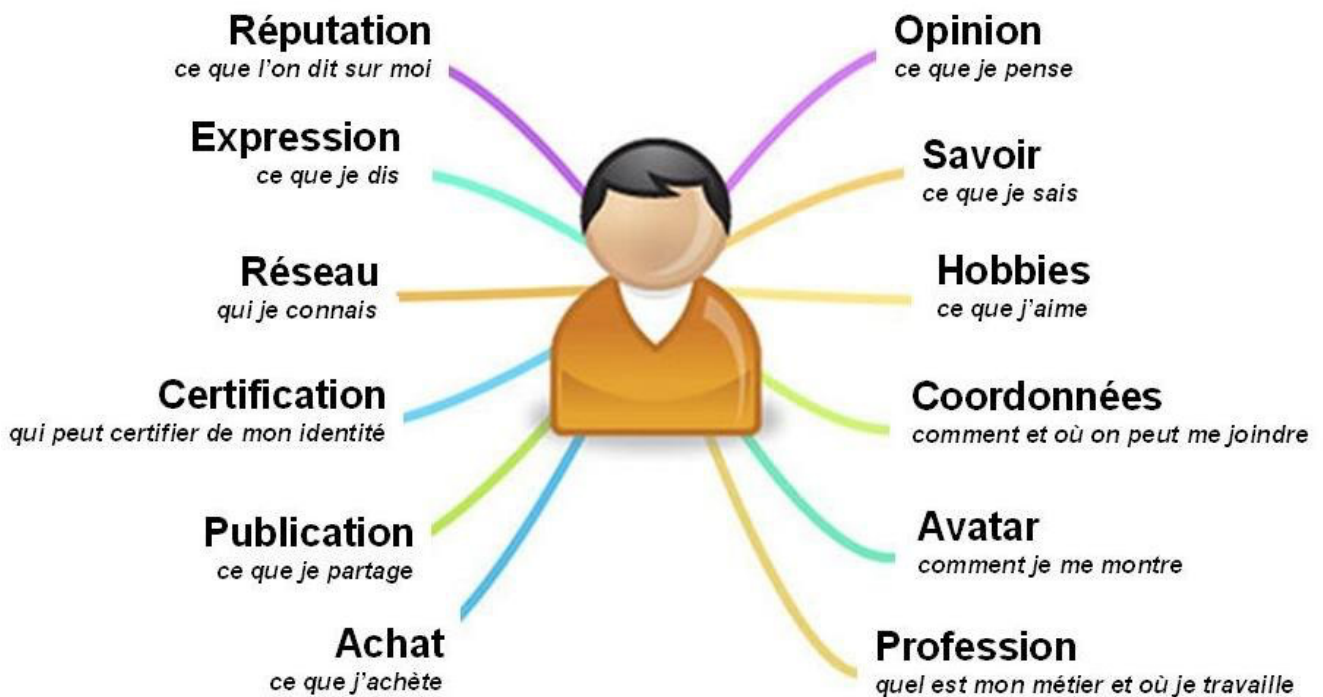 Réputation
ce que l'on dit sur moi
Expression
ce que je dis
Réseau
qui je connais
Certification
qui peut certifier de mon identité
Publication
ce que je partage
Achat
ce que j'achète
Opinion
ce que je pense
Savoir
ce que je sais
Hobbies
ce que j'aime
Coordonnées
comment et où on peut me joindre
Avatar
comment je me montre
Profession
quel est mon métier et où je travaille